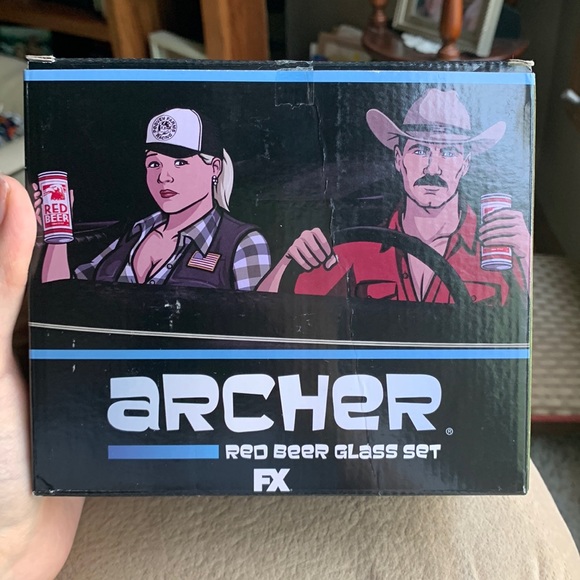 RED
BEER
ARCHER®
RED BEER GLASS SET
FX